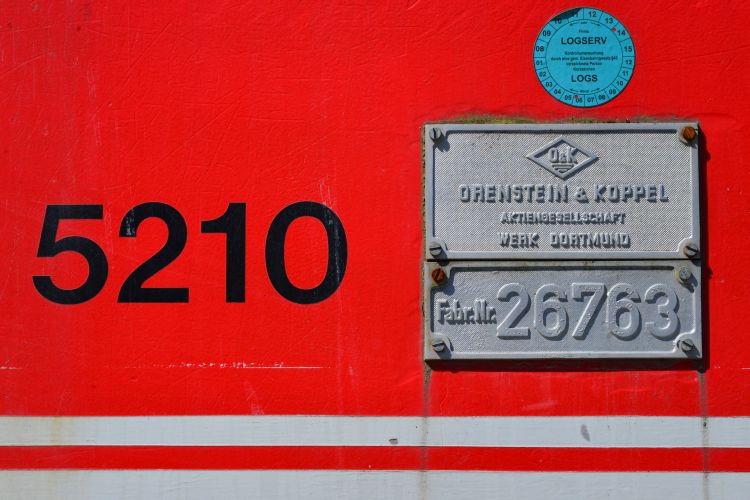 LOGSERV
LOGS
5210
O&K
ORENSTEIN & KOPPEL
AKTIENGESELLSCHAFT
WERK DORTMUND
Fabr. Nr. 26763